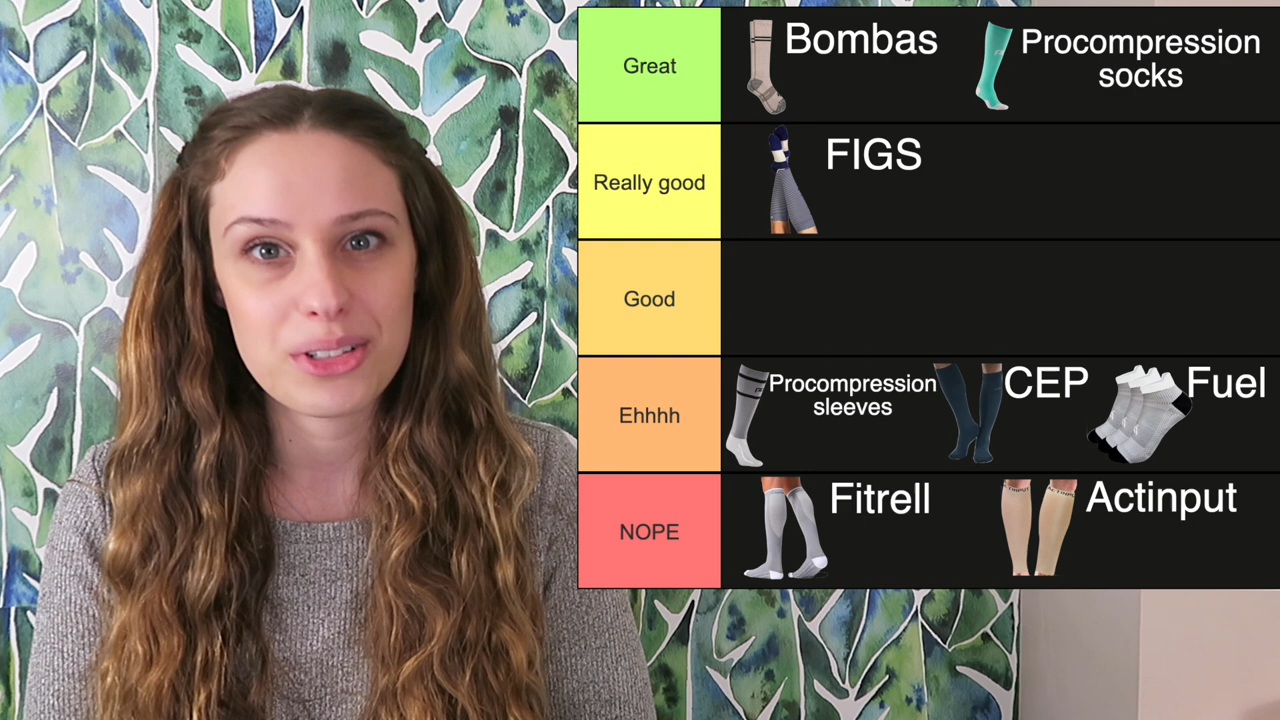 Great
Bombas
Procompression
socks
Really good
FIGS
Good
Ehhhh
Procompression
sleeves
CEP
Fuel
NOPE
Fitrell
Actinput